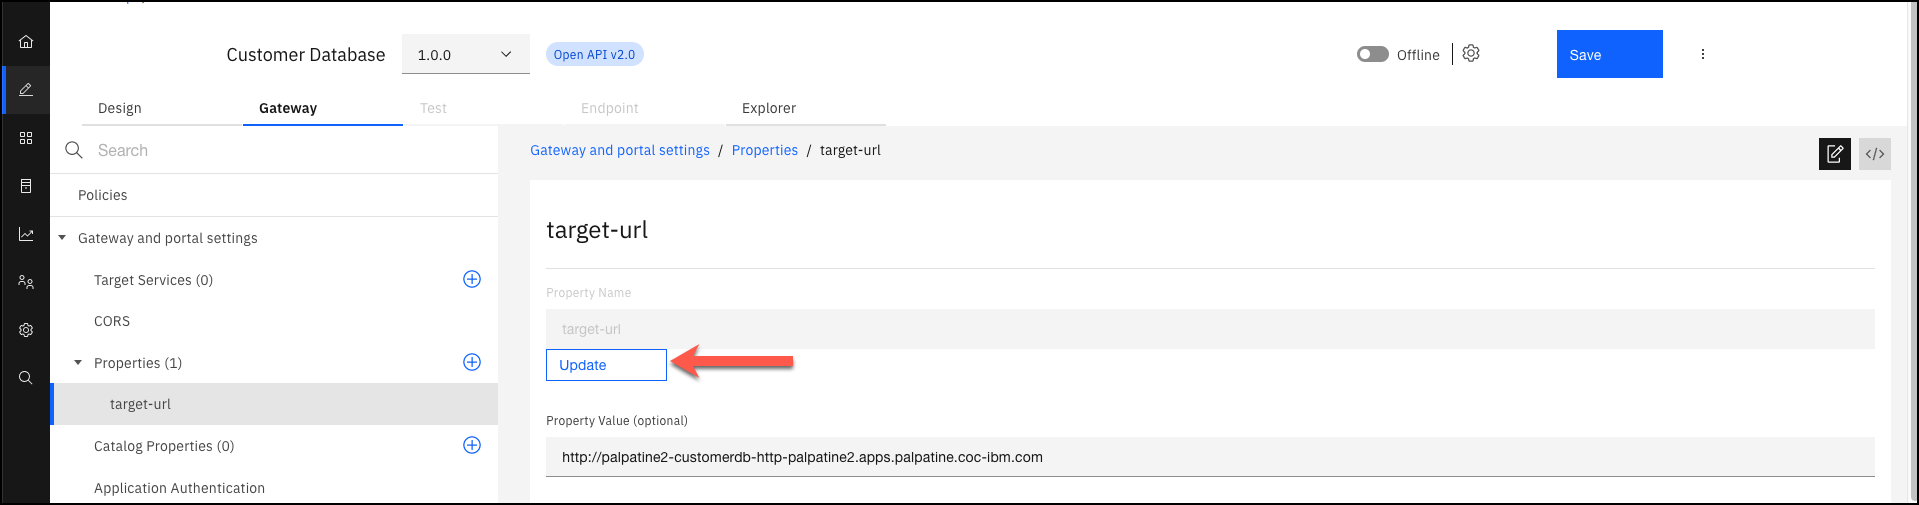 Customer Database
1.0.0
Open API v2.0
Offline
Save
Design
Gateway
Test
Endpoint
Explorer
Search
Gateway and portal settings / Properties / target-url
</>
Policies
Gateway and portal settings
Target Services (0)
CORS
Properties (1)
target-url
Catalog Properties (0)
Application Authentication
target-url
Property Name
target-url
Update
Property Value (optional)
http://palpatine2-customerdb-http-palpatine2.apps.palpatine.coc-ibm.com